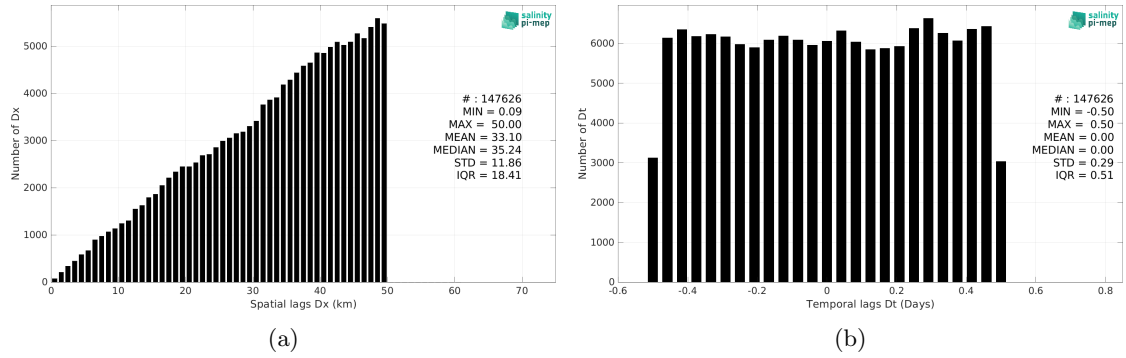 salinity
pi-mep
5000
4000
3000
2000
1000
0
Number of Dx
# : 147626
MIN = 0.09
MAX = 50.00
MEAN = 33.10
MEDIAN = 35.24
STD = 11.86
IQR = 18.41
0 10 20 30 40 50 60 70
Spatial lags Dx (km)
(a)
salinity
pi-mep
6000
5000
4000
3000
2000
1000
0
Number of Dt
# : 147626
MIN = -0.50
MAX = 0.50
MEAN = 0.00
MEDIAN = 0.00
STD = 0.29
IQR = 0.51
-0.6 -0.4 -0.2 0 0.2 0.4 0.6 0.8
Temporal lags Dt (Days)
(b)